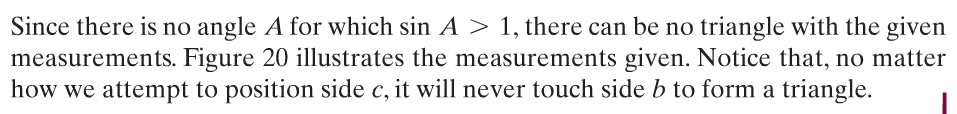 Since there is no angle A for which sin A > 1, there can be no triangle with the given
measurements. Figure 20 illustrates the measurements given. Notice that, no matter
how we attempt to position side c, it will never touch side b to form a triangle.